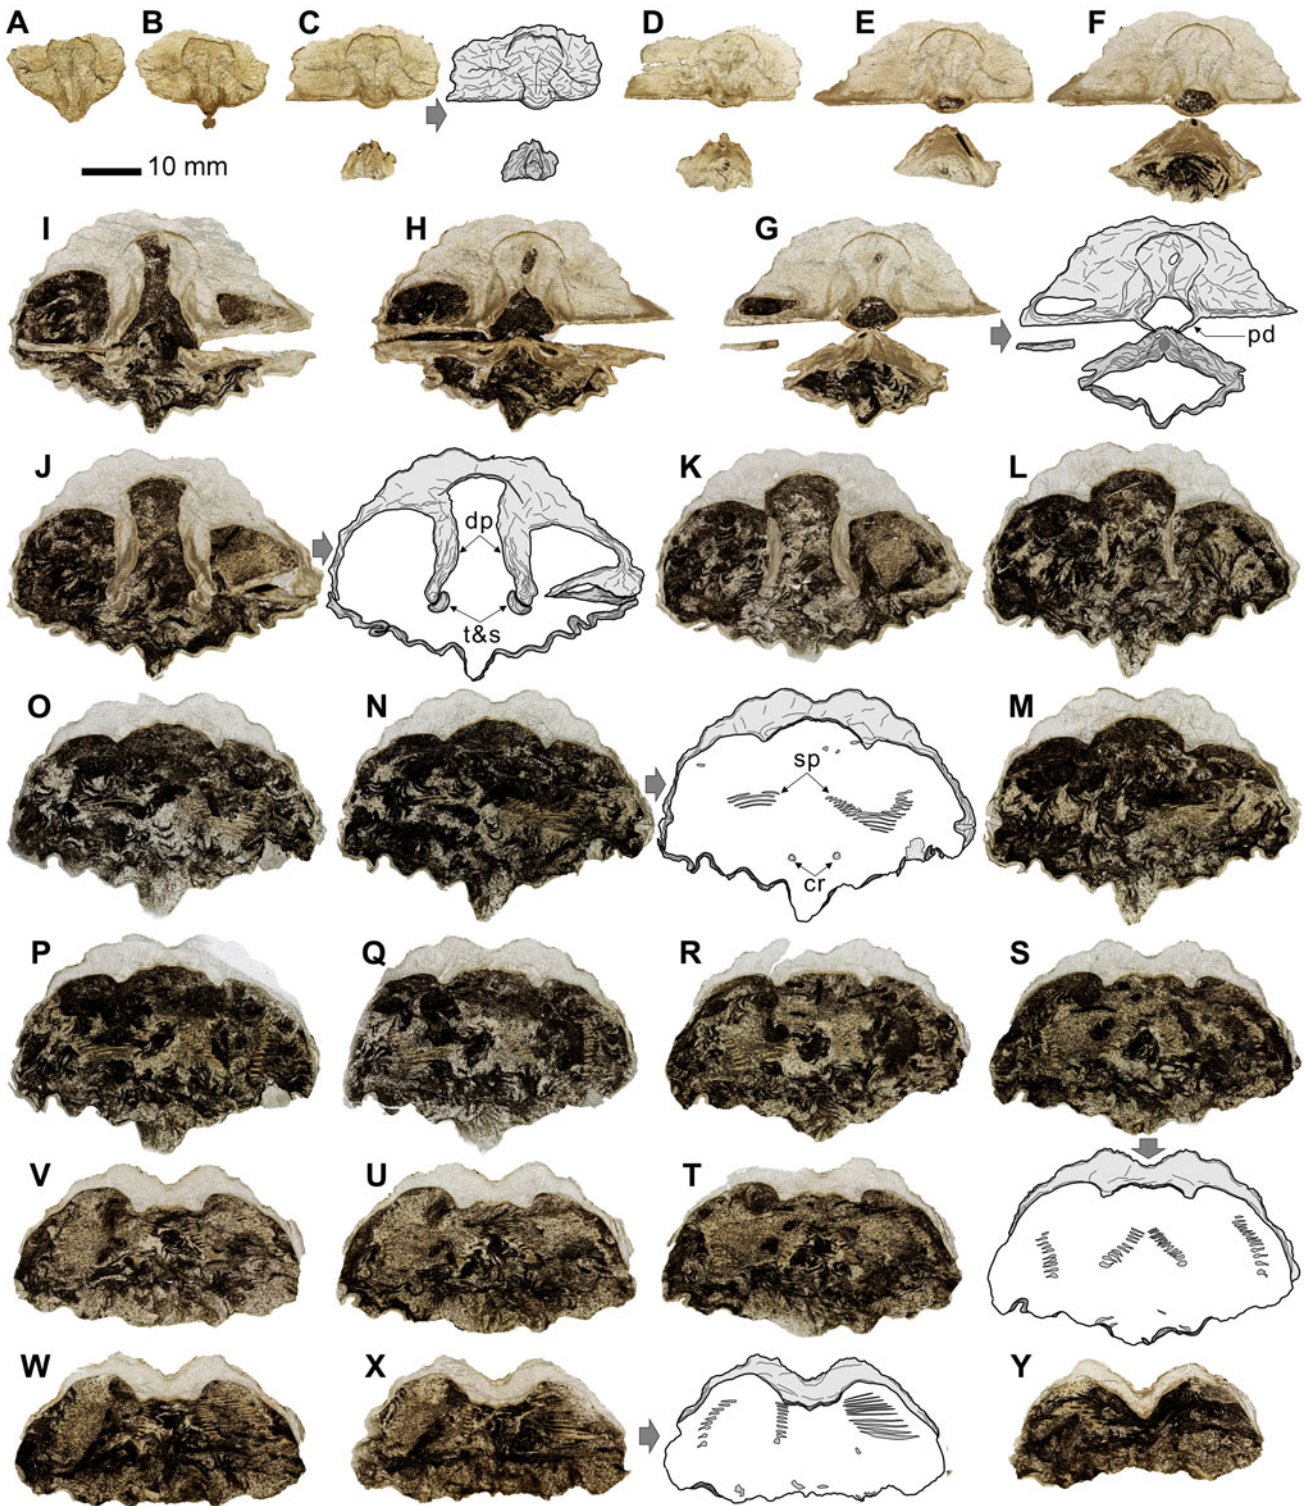 A B C D E F
10 mm
I H G
pd
J K L
dp
t&s
O N M
sp
cr
P Q R S
V U T
W X Y